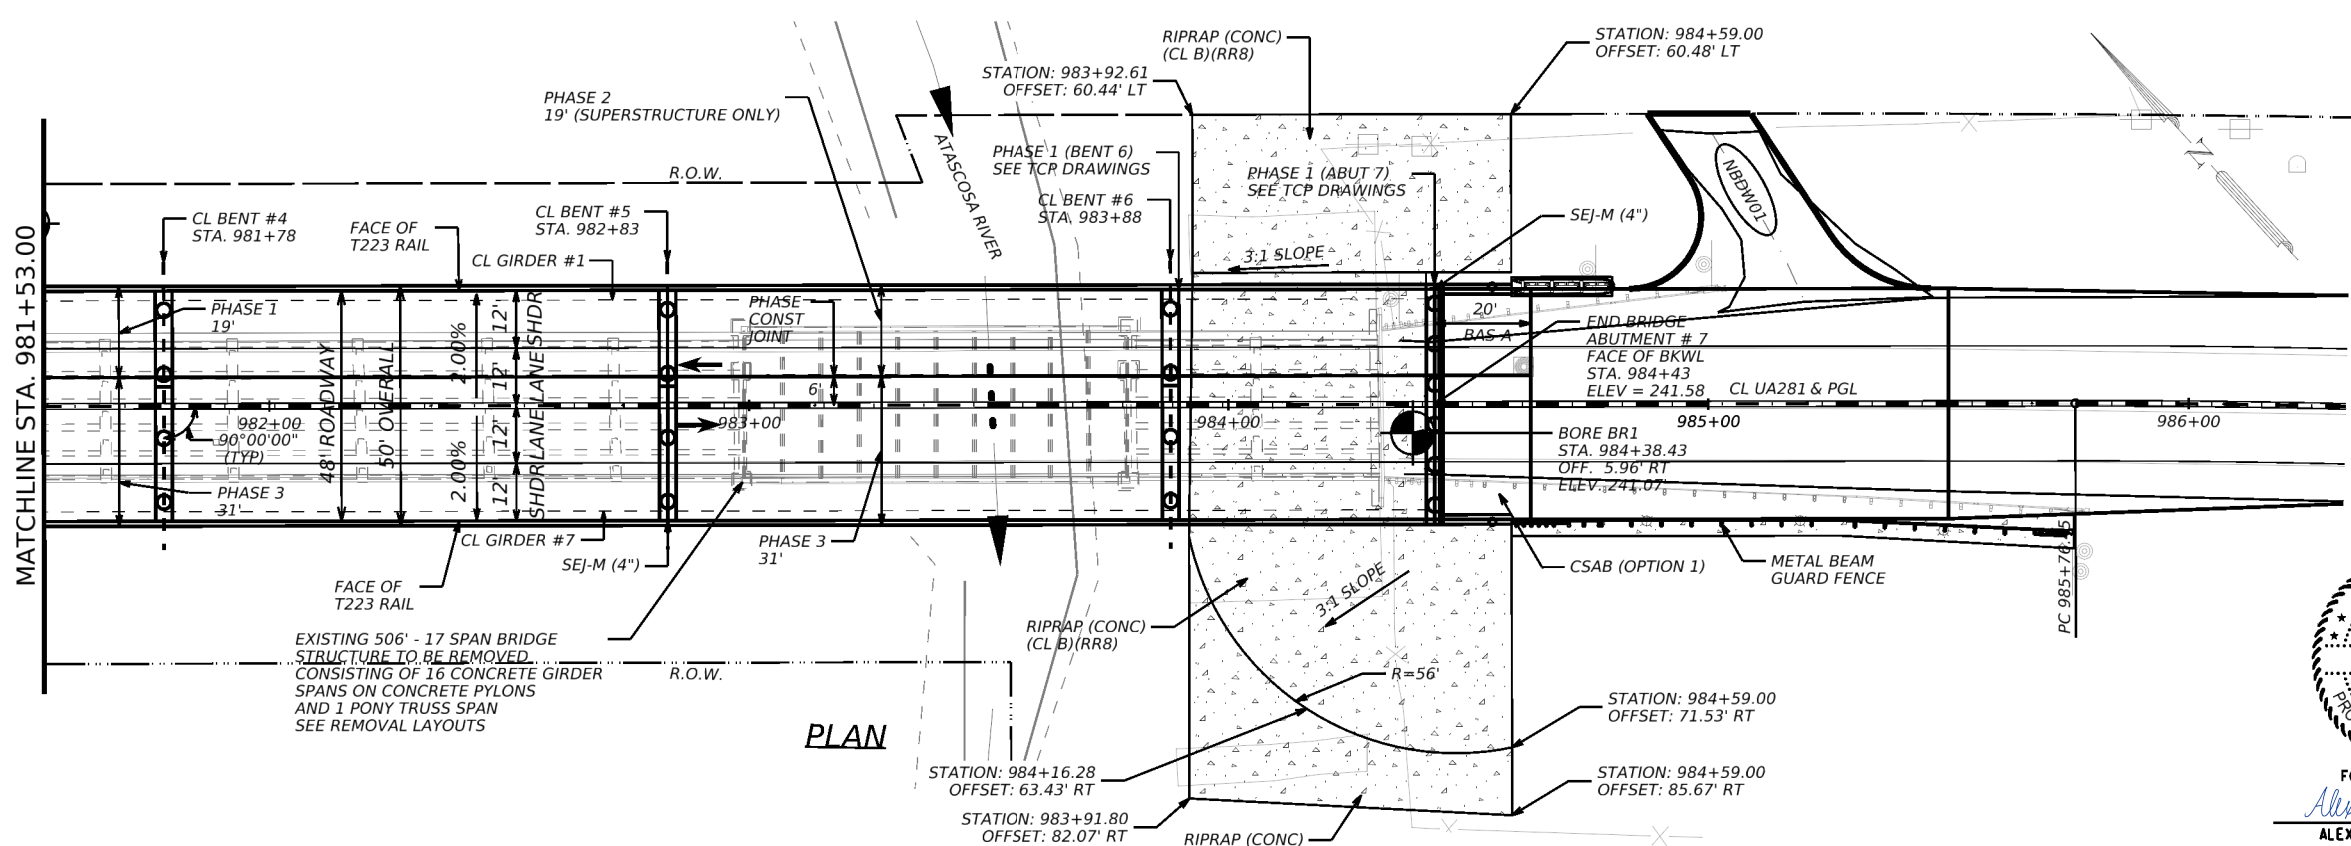 MATCHLINE STA. 981+53.00
RIPRAP (CONC)
(CL B)(RR8)
STATION: 984+59.00
OFFSET: 60.48' LT
STATION: 983+92.61
OFFSET: 60.44' LT
PHASE 2
19' (SUPERSTRUCTURE ONLY)
ATASCOSA RIVER
PHASE 1 (BENT 6)
SEE TCP DRAWINGS
PHASE 1 (ABUT 7)
SEE TCP DRAWINGS
NBDW01
N
R.O.W.
CL BENT #4
STA. 981+78
FACE OF
T223 RAIL
CL BENT #5
STA. 982+83
CL BENT #6
STA. 983+88
SEJ-M (4")
CL GIRDER #1
3:1 SLOPE
PHASE 1
19'
PHASE
CONST
JOINT
20'
BAS-A
END BRIDGE
ABUTMENT # 7
FACE OF BKWL
STA. 984+43
ELEV = 241.58
CL UA281 & PGL
48' ROADWAY
50' OVERALL
2.00%
2.00%
12'
12'
12'
12'
SHDR
LANE
LANE
SHDR
6'
982+00
983+00
984+00
985+00
986+00
90°00'00"
(TYP)
BORE BR1
STA. 984+38.43
OFF. 5.96' RT
ELEV. 241.07'
PHASE 3
31'
CL GIRDER #7
SEJ-M (4")
PHASE 3
31'
FACE OF
T223 RAIL
CSAB (OPTION 1)
METAL BEAM
GUARD FENCE
3:1 SLOPE
RIPRAP (CONC)
(CL B)(RR8)
EXISTING 506' - 17 SPAN BRIDGE
STRUCTURE TO BE REMOVED
CONSISTING OF 16 CONCRETE GIRDER
SPANS ON CONCRETE PYLONS
AND 1 PONY TRUSS SPAN
SEE REMOVAL LAYOUTS
R.O.W.
R=56'
STATION: 984+59.00
OFFSET: 71.53' RT
PLAN
STATION: 984+16.28
OFFSET: 63.43' RT
STATION: 984+59.00
OFFSET: 85.67' RT
STATION: 983+91.80
OFFSET: 82.07' RT
RIPRAP (CONC)